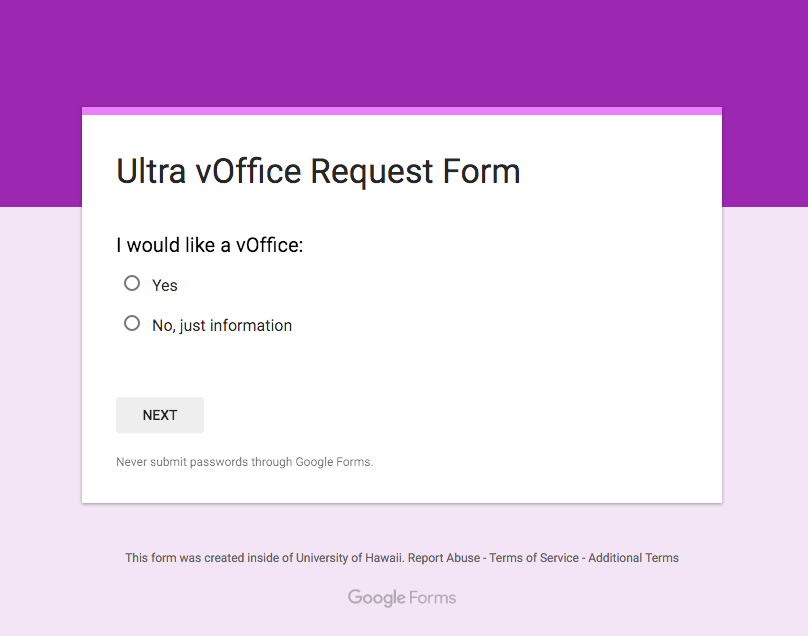 Ultra vOffice Request Form
I would like a vOffice:
Yes
No, just information
NEXT
Never submit passwords through Google Forms.
This form was created inside of University of Hawaii. Report Abuse - Terms of Service - Additional Terms
Google Forms